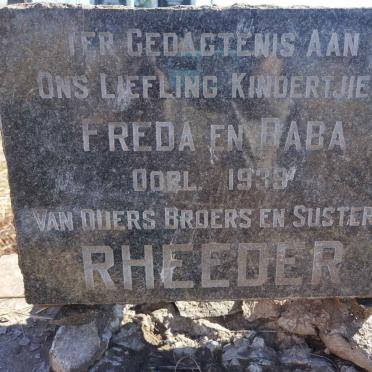 TER GEDAGTENIS AAN
ONS LIEFLING KINDERTJIE
FREDA EN BABA
OORL. 1939
VAN OUERS BROERS EN SUSTER
RHEEDER